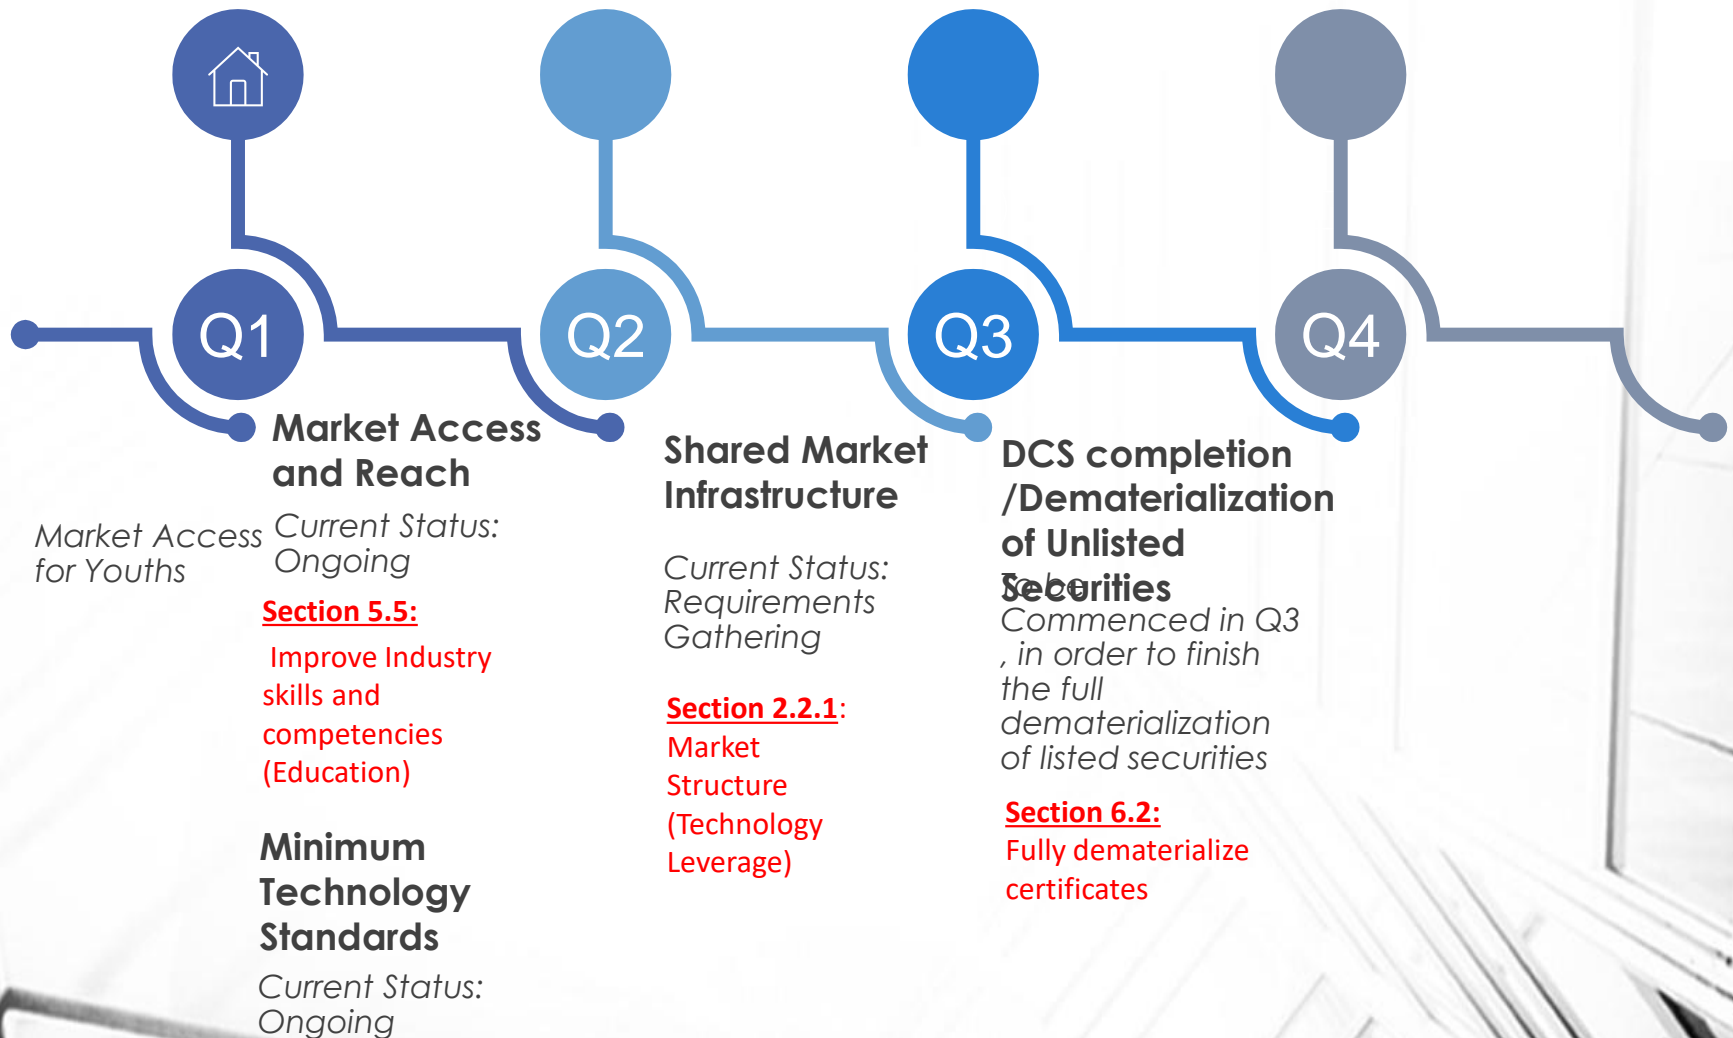 Q1
Q2
Q3
Q4
Market Access
for Youths
Market Access
and Reach
Current Status:
Ongoing
Section 5.5:
Improve Industry
skills and
competencies
(Education)
Minimum
Technology
Standards
Current Status:
Ongoing
Shared Market
Infrastructure
Current Status:
Requirements
Gathering
Section 2.2.1:
Market
Structure
(Technology
Leverage)
DCS completion
/Dematerialization
of Unlisted
Securities
To be
Commenced in Q3
, in order to finish
the full
dematerialization
of listed securities
Section 6.2:
Fully dematerialize
certificates